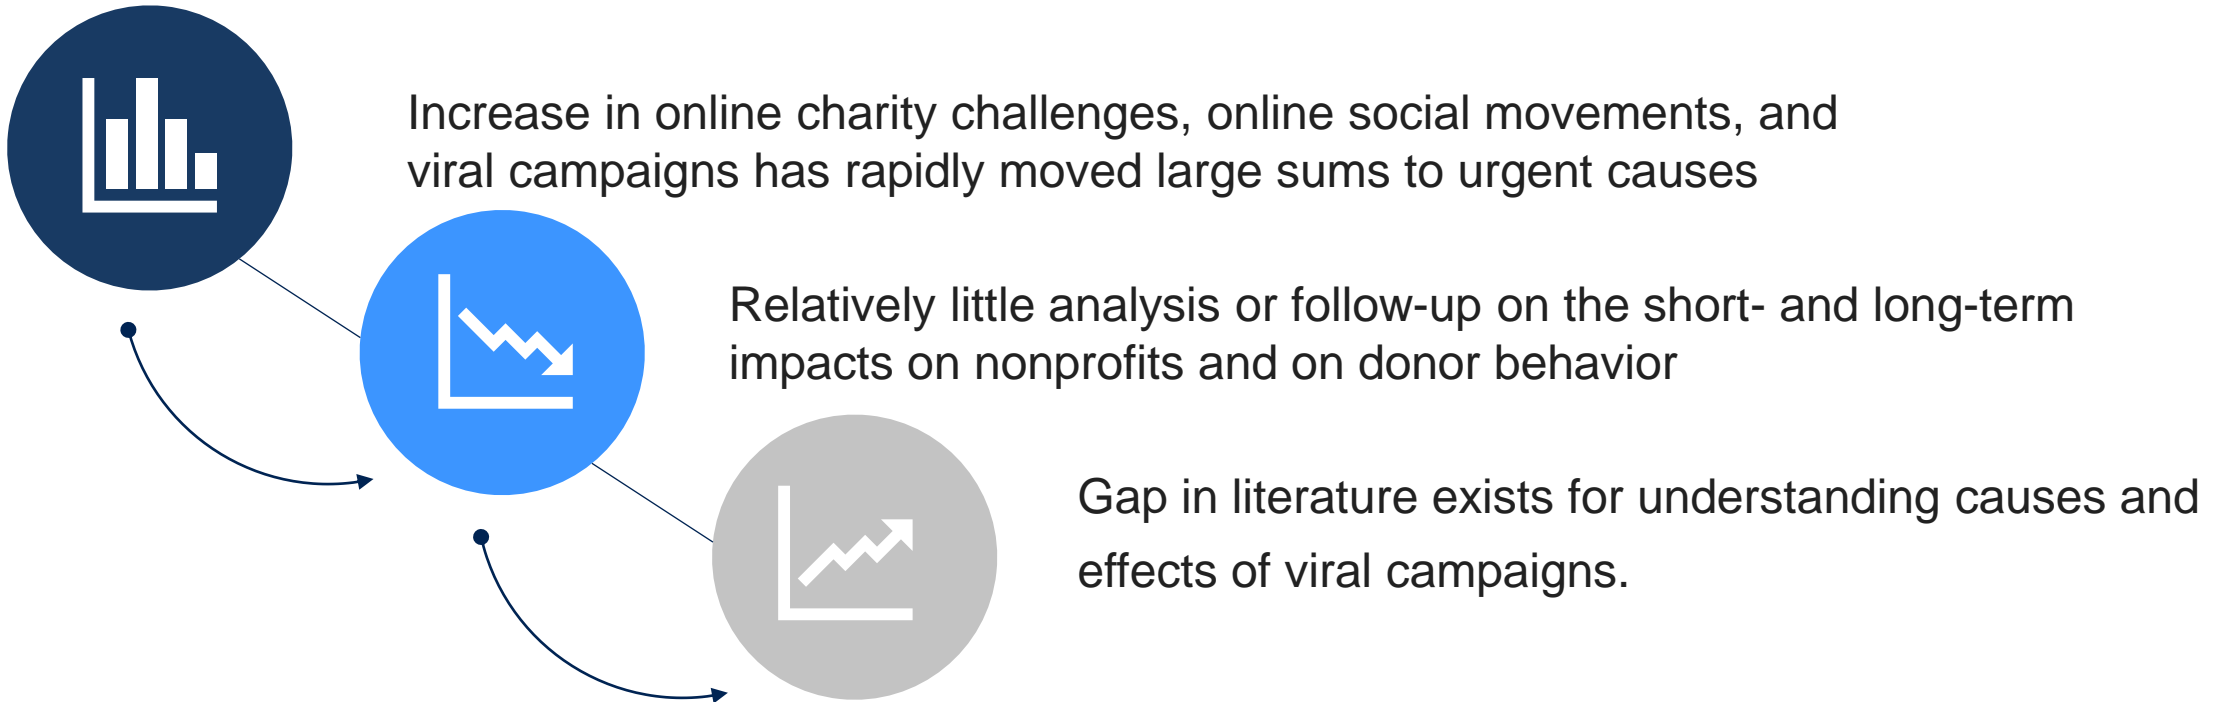 Increase in online charity challenges, online social movements, and
viral campaigns has rapidly moved large sums to urgent causes
Relatively little analysis or follow-up on the short- and long-term
impacts on nonprofits and on donor behavior
Gap in literature exists for understanding causes and
effects of viral campaigns.